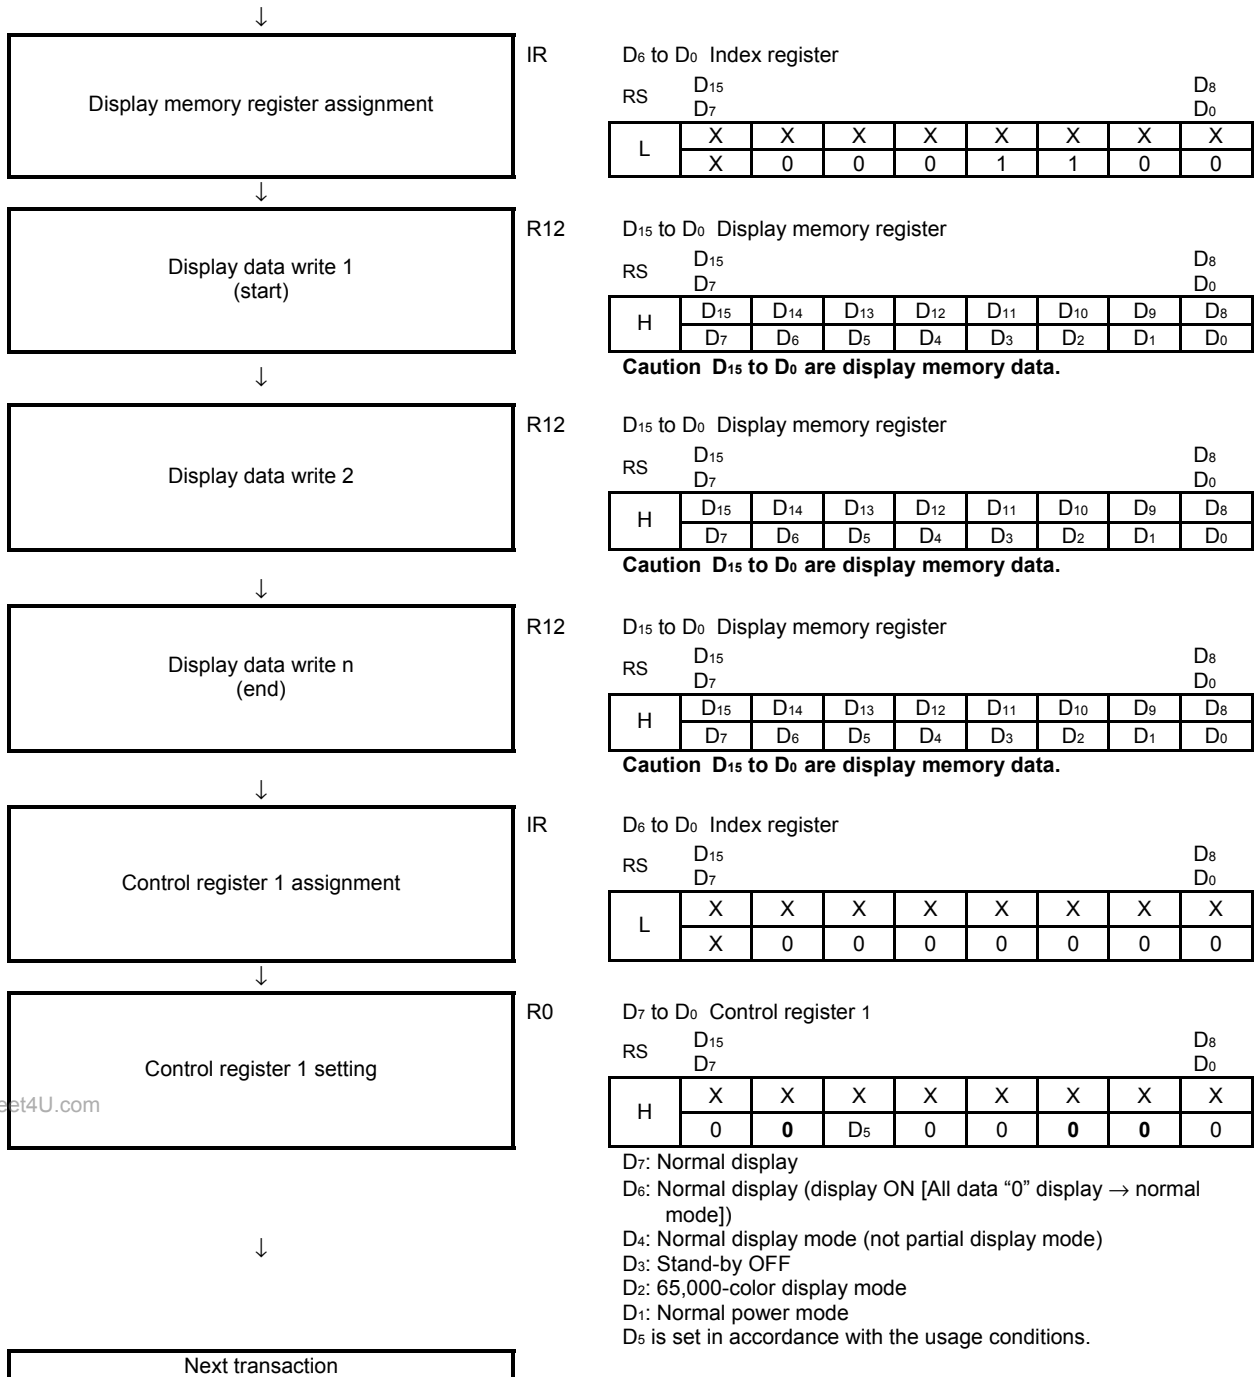 ↓
IR
D6 to D0 Index register
Display memory register assignment
RS
D15 D8
D7 D0
L
X X X X X X X X
X 0 0 0 1 1 0 0
↓
R12
D15 to D0 Display memory register
Display data write 1
(start)
RS
D15 D8
D7 D0
H
D15 D14 D13 D12 D11 D10 D9 D8
D7 D6 D5 D4 D3 D2 D1 D0
Caution D15 to D0 are display memory data.
↓
R12
D15 to D0 Display memory register
Display data write 2
RS
D15 D8
D7 D0
H
D15 D14 D13 D12 D11 D10 D9 D8
D7 D6 D5 D4 D3 D2 D1 D0
Caution D15 to D0 are display memory data.
↓
R12
D15 to D0 Display memory register
Display data write n
(end)
RS
D15 D8
D7 D0
H
D15 D14 D13 D12 D11 D10 D9 D8
D7 D6 D5 D4 D3 D2 D1 D0
Caution D15 to D0 are display memory data.
↓
IR
D6 to D0 Index register
Control register 1 assignment
RS
D15 D8
D7 D0
L
X X X X X X X X
X 0 0 0 0 0 0 0
↓
R0
D7 to D0 Control register 1
Control register 1 setting
RS
D15 D8
D7 D0
H
X X X X X X X X
0 0 D5 0 0 0 0 0
eet4U.com
D7: Normal display
D6: Normal display (display ON [All data “0” display → normal
mode])
D4: Normal display mode (not partial display mode)
D3: Stand-by OFF
D2: 65,000-color display mode
D1: Normal power mode
D5 is set in accordance with the usage conditions.
↓
Next transaction